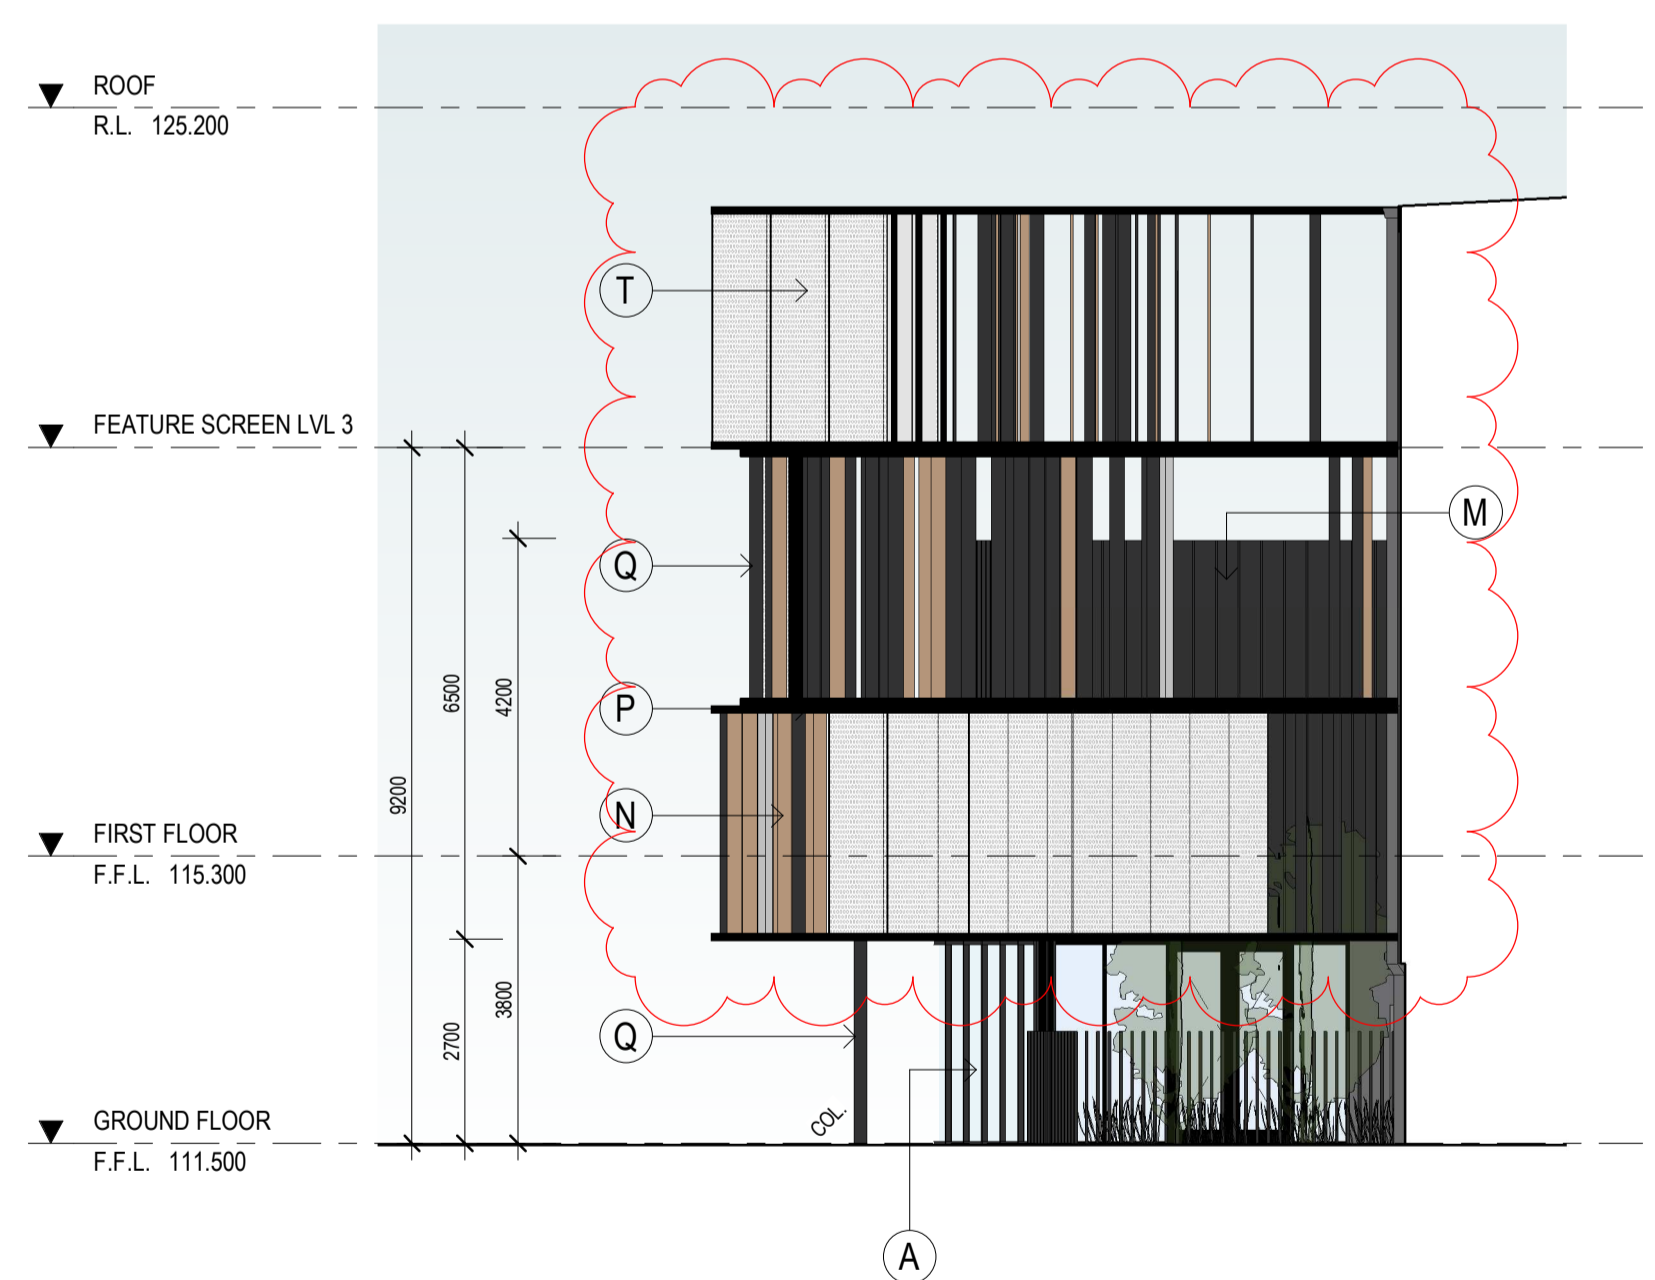 ROOF
R.L. 125.200
T
FEATURE SCREEN LVL 3
M
Q
6500
4200
P
9200
N
FIRST FLOOR
F.F.L. 115.300
3800
2700
Q
COL.
GROUND FLOOR
F.F.L. 111.500
A